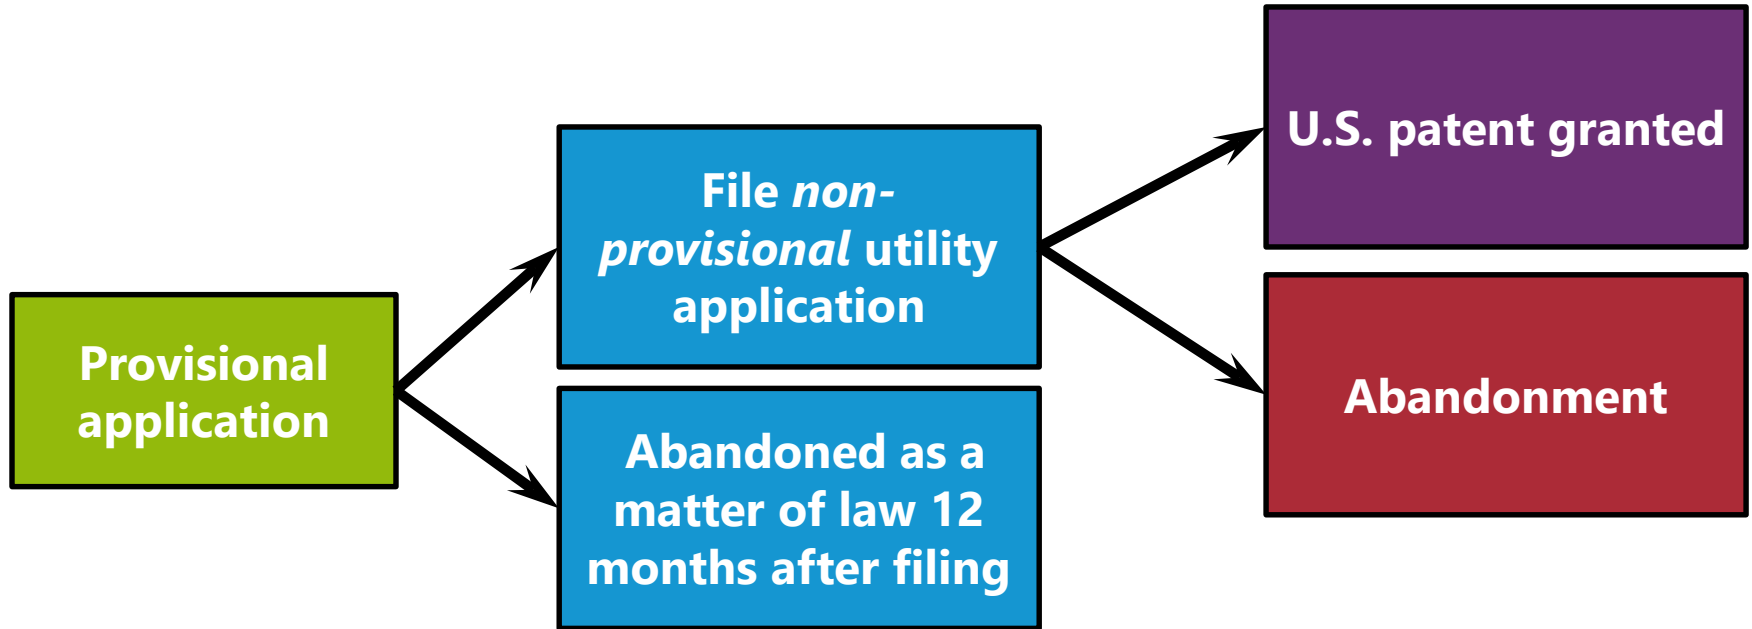 Provisional
application
File non-
provisional utility
application
Abandoned as a
matter of law 12
months after filing
U.S. patent granted
Abandonment